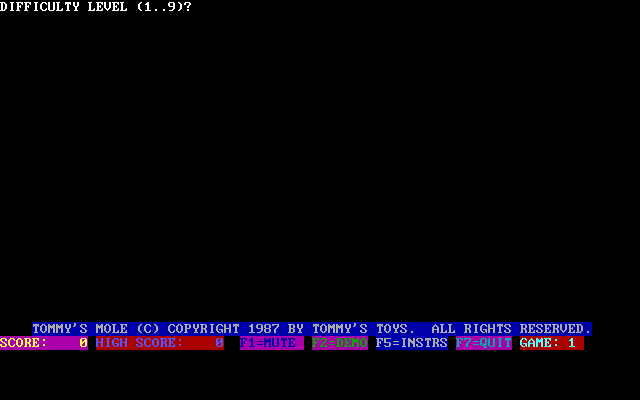 DIFFICULTY LEVEL (1..9)?
TOMMY'S MOLE (C) COPYRIGHT 1987 BY TOMMY'S TOYS.  ALL RIGHTS RESERVED.
SCORE:    0 HIGH SCORE:    0  F1=MUTE  F2=DEMO F5=INSTRS F7=QUIT GAME: 1